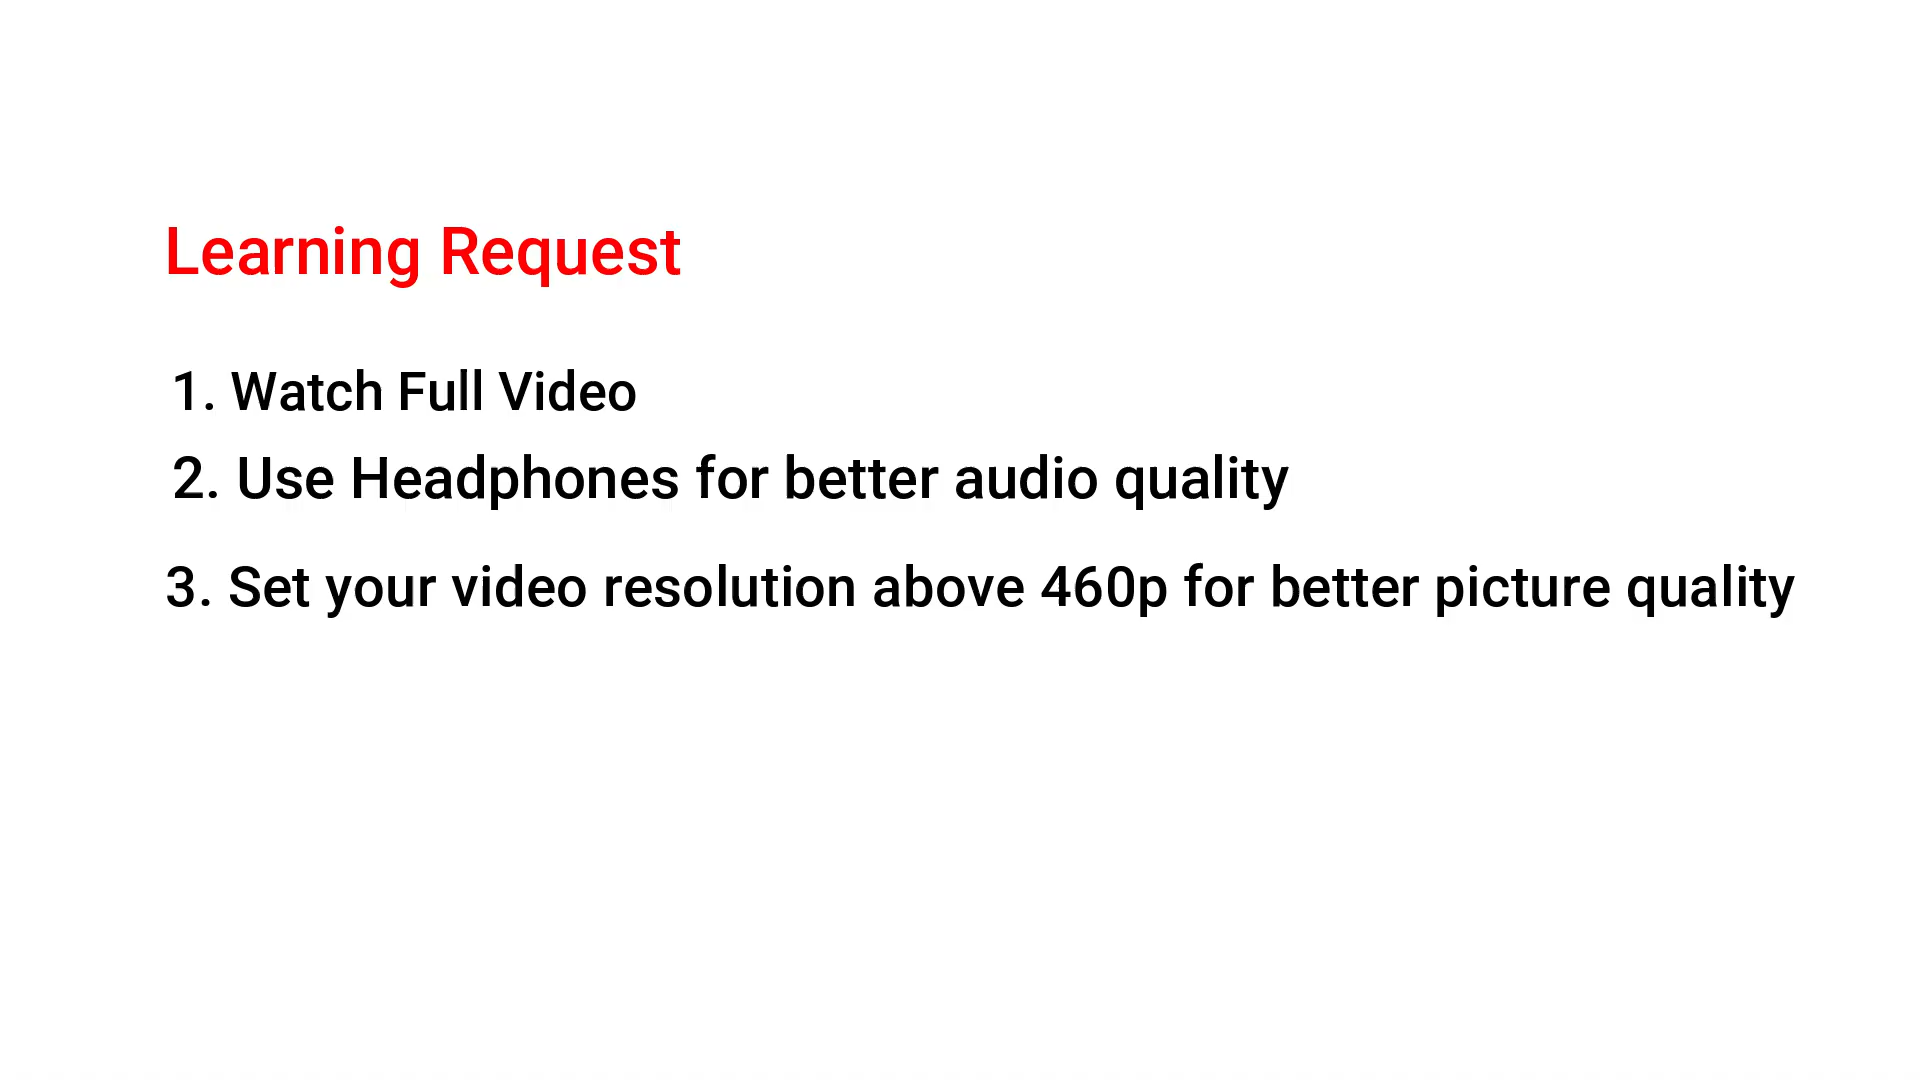 Learning Request
1. Watch Full Video
2. Use Headphones for better audio quality
3. Set your video resolution above 460p for better picture quality